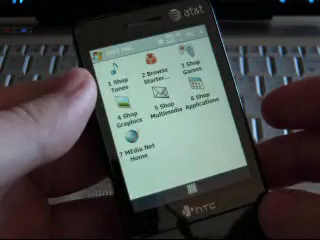 at&t
1 Shop
Tones
2 Browse
Starter...
3 Shop
Games
4 Shop
Graphics
5 Shop
Multimedia
6 Shop
Applications
7 MEdia Net
Home
hTC